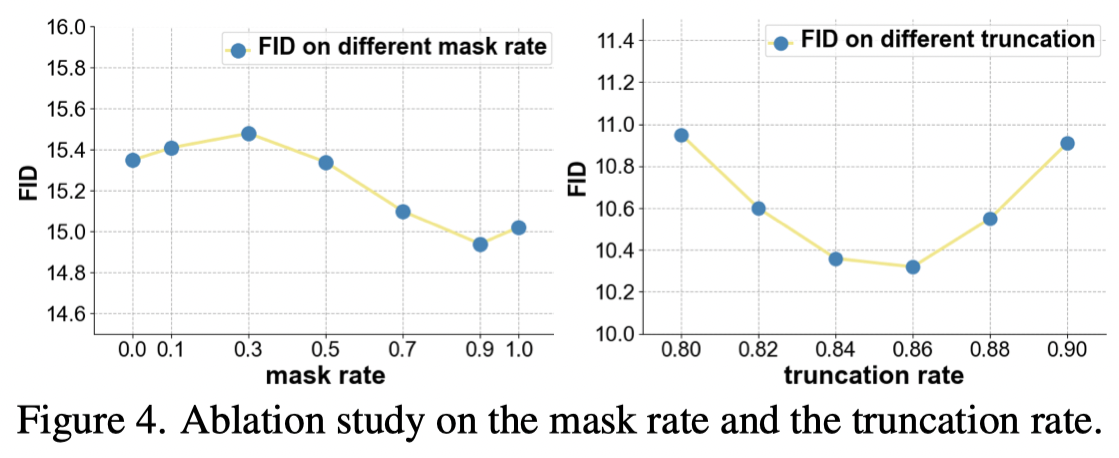 FID on different mask rate
FID
16.0
15.8
15.6
15.4
15.2
15.0
14.8
14.6
0.0 0.1 0.3 0.5 0.7 0.9 1.0
mask rate
FID on different truncation
FID
11.4
11.2
11.0
10.8
10.6
10.4
10.2
10.0
0.80 0.82 0.84 0.86 0.88 0.90
truncation rate
Figure 4. Ablation study on the mask rate and the truncation rate.